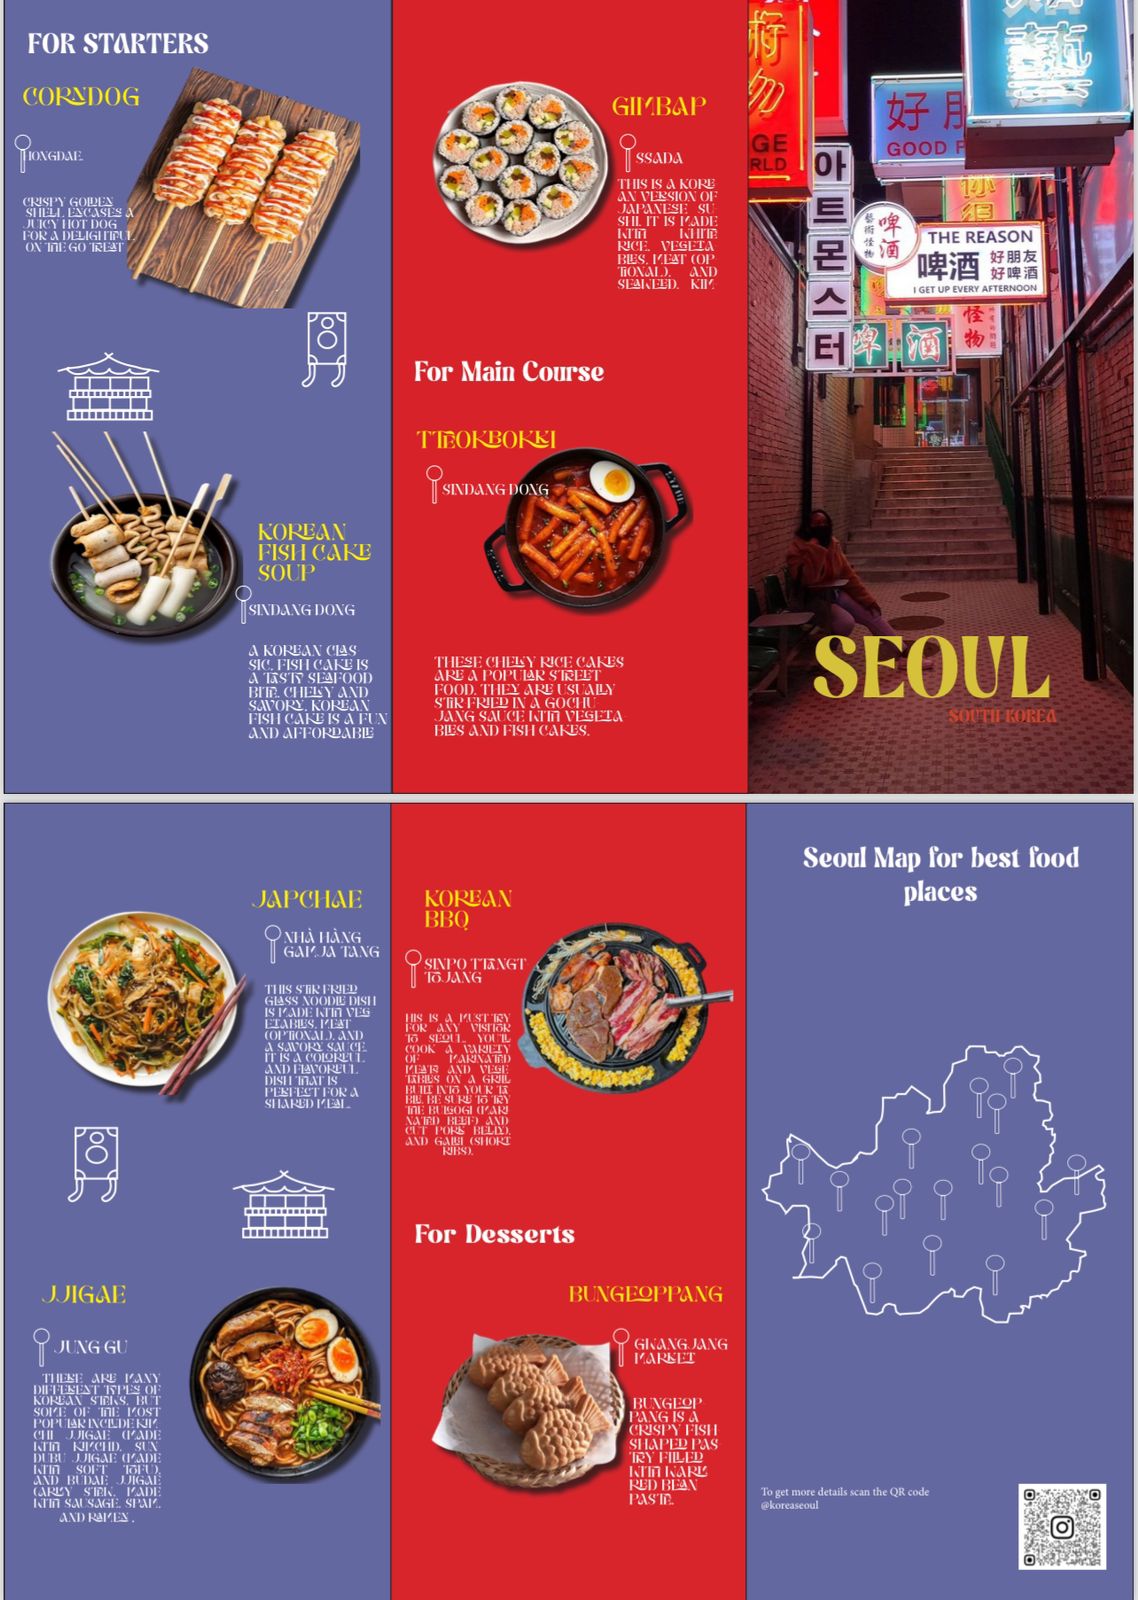 FOR STARTERS
CORNDOG
HONGDAE
CRISPY GOLDEN
SHELL ENCASES A
JUICY HOT DOG
FOR A DELIGHTFUL
ON THE GO TREAT
KOREAN
FISH CAKE
SOUP
SINDANG DONG
A KOREAN CLAS
SIC, FISH CAKE IS
A TASTY SEAFOOD
BITE. CHEWY AND
SAVORY, KOREAN
FISH CAKE IS A FUN
AND AFFORDABLE
GIMBAP
SSADA
THIS IS A KORE
AN VERSION OF
JAPANESE SU
SHI. IT IS MADE
WITH WHITE
RICE, VEGETA
BLES, MEAT (OP
TIONAL), AND
SEAWEED. KIM
For Main Course
TTEOKBOKKI
SINDANG DONG
THESE CHEWY RICE CAKES
ARE A POPULAR STREET
FOOD. THEY ARE USUALLY
STIR FRIED IN A GOCHU
JANG SAUCE WITH VEGETA
BLES AND FISH CAKES.
GE
RLD
好
GOOD F
아
트
몬
스
터
啤
酒
THE REASON
啤酒
好朋友
好啤酒
I GET UP EVERY AFTERNOON
怪
物
啤 酒
SEOUL
SOUTH KOREA
JAPCHAE
NHÀ HÀNG
GAMJA TANG
THIS STIR FRIED
GLASS NOODLE DISH
IS MADE WITH VEG
ETABLES, MEAT
(OPTIONAL), AND
A SAVORY SAUCE.
IT IS A COLORFUL
AND FLAVORFUL
DISH THAT IS
PERFECT FOR A
SHARED MEAL.
JJIGAE
JUNG GU
THESE ARE MANY
DIFFERENT TYPES OF
KOREAN STEWS, BUT
SOME OF THE MOST
POPULAR INCLUDE KIM
CHI JJIGAE (MADE
WITH KIMCHI), SUN
DUBU JJIGAE (MADE
WITH SOFT TOFU),
AND BUDAE JJIGAE
(ARMY STEW, MADE
WITH SAUSAGE, SPAM,
AND RAMEN.
KOREAN
BBQ
SINPO TTANGT
TOJANG
HIS IS A MUST TRY
FOR ANY VISITOR
TO SEOUL. YOU'LL
COOK A VARIETY
OF MARINATED
MEATS AND VEGE
TABLES ON A GRILL
BUILT INTO YOUR TA
BLE. BE SURE TO TRY
THE BULGOGI (MARI
NATED BEEF) AND
CUT PORK BELLY),
AND GALBI (SHORT
RIBS).
For Desserts
BUNGEOPPANG
GWANGJANG
MARKET
BUNGEOP
PANG IS A
CRISPY FISH
SHAPED PAS
TRY FILLED
WITH WARM
RED BEAN
PASTE.
Seoul Map for best food
places
To get more details scan the QR code
@koreaseoul